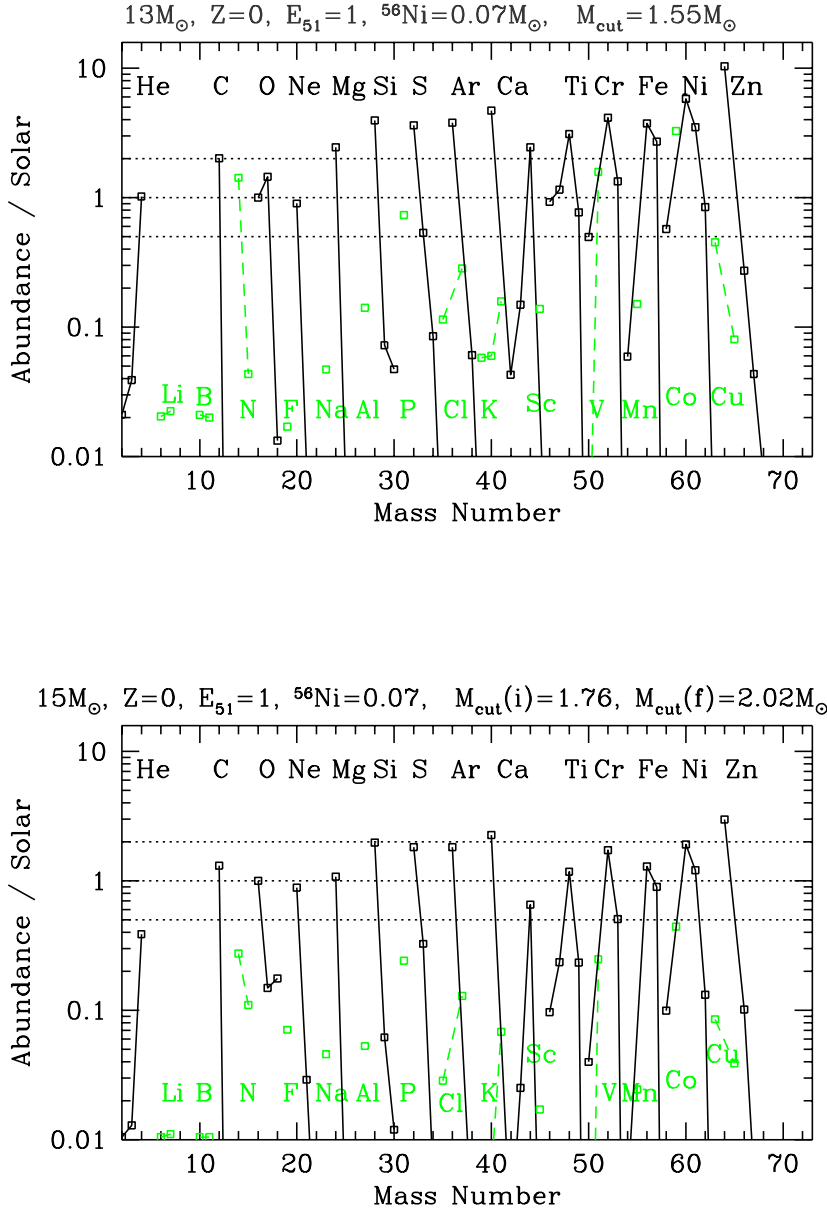 13M☉, Z=0, E₅₁=1, ⁵⁶Ni=0.07M☉, M_cut=1.55M☉
10
He C O Ne Mg Si S Ar Ca Ti Cr Fe Ni Zn
1
Abundance / Solar
0.1
Li B N F Na Al P Cl K Sc V Mn Co Cu
0.01
10 20 30 40 50 60 70
Mass Number
15M☉, Z=0, E₅₁=1, ⁵⁶Ni=0.07, M_cut(i)=1.76, M_cut(f)=2.02M☉
10
He C O Ne Mg Si S Ar Ca Ti Cr Fe Ni Zn
1
Abundance / Solar
0.1
Li B N F Na Al P Cl K Sc V Mn Co Cu
0.01
10 20 30 40 50 60 70
Mass Number